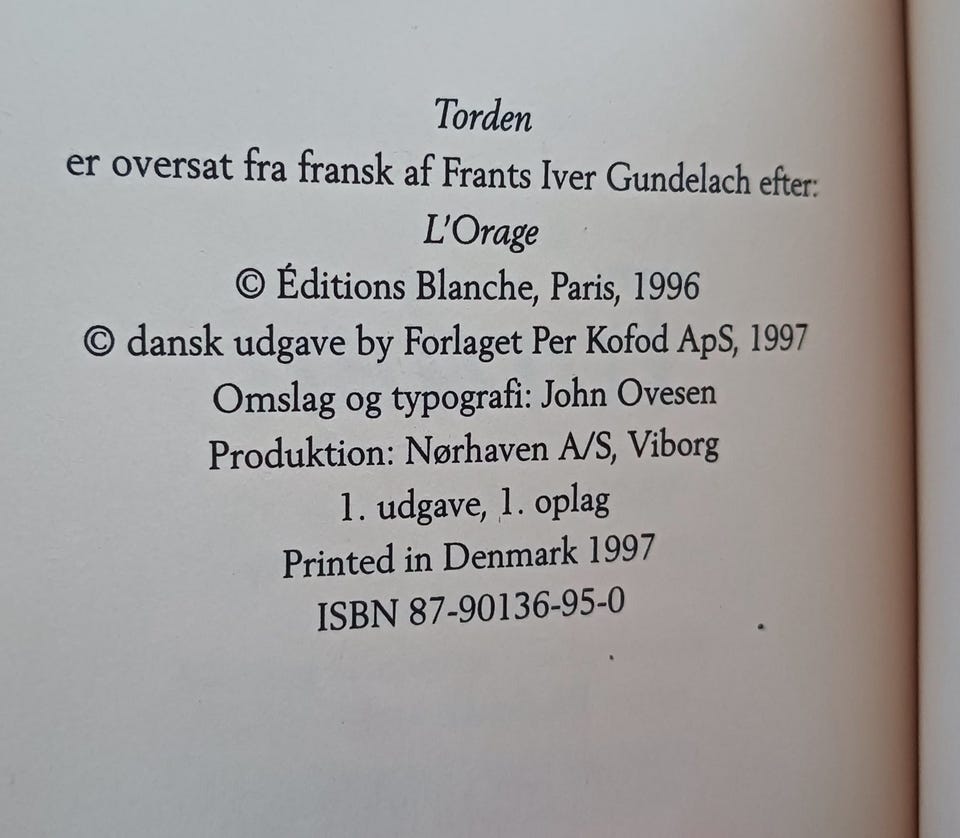 Torden
er oversat fra fransk af Frants Iver Gundelach efter:
L'Orage
© Éditions Blanche, Paris, 1996
© dansk udgave by Forlaget Per Kofod ApS, 1997
Omslag og typografi: John Ovesen
Produktion: Nørhaven A/S, Viborg
1. udgave, 1. oplag
Printed in Denmark 1997
ISBN 87-90136-95-0